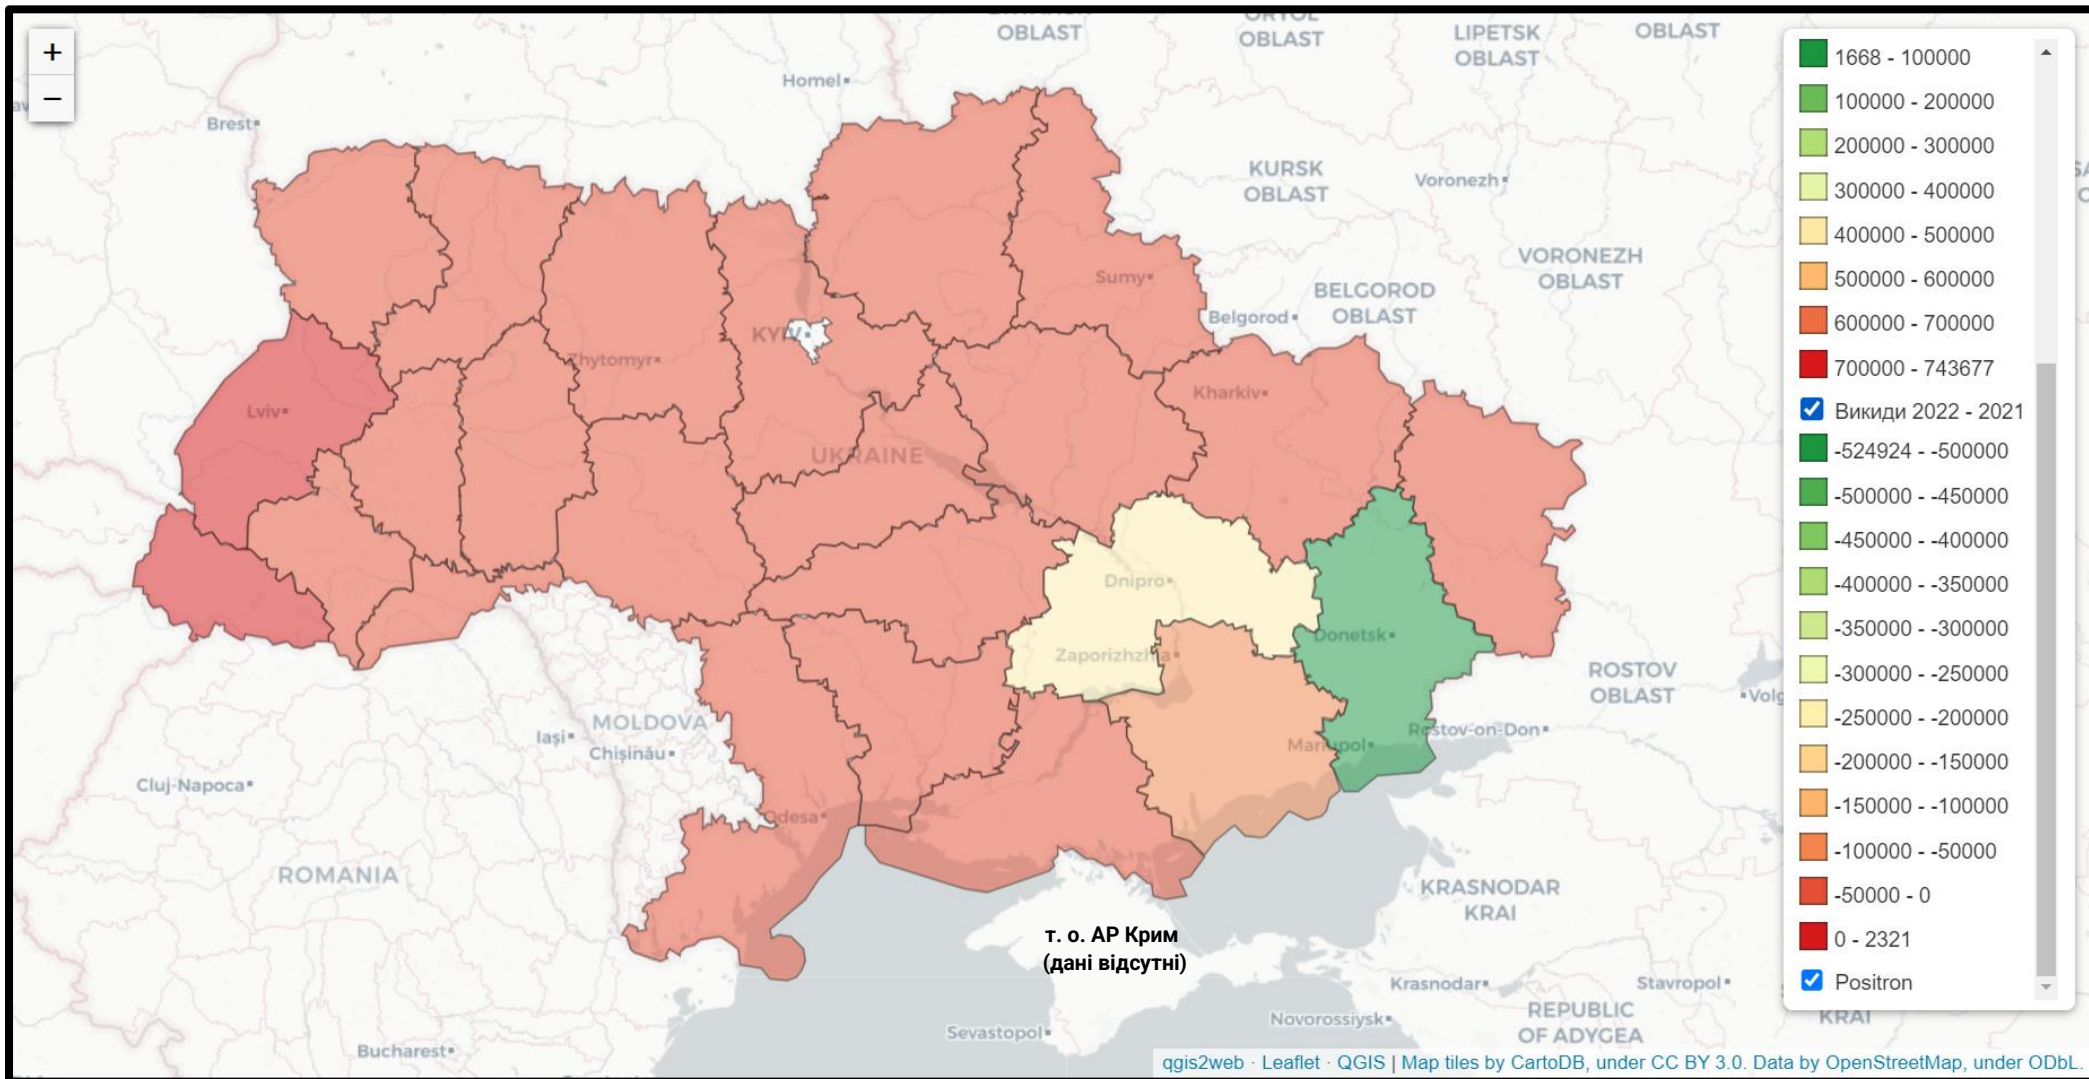 +
−
OBLAST
OBLAST
LIPETSK
OBLAST
OBLAST
Homel
Brest
KURSK
OBLAST
Voronezh
VORONEZH
OBLAST
Sumy
BELGOROD
OBLAST
Belgorod
KYIV
Zhytomyr
Kharkiv
Lviv
UKRAINE
Dnipro
Donetsk
Zaporizhzhia
ROSTOV
OBLAST
MOLDOVA
Iași
Chișinău
Mariupol
Rostov-on-Don
Cluj-Napoca
Odesa
ROMANIA
KRASNODAR
KRAI
т. о. АР Крим
(дані відсутні)
Krasnodar
Stavropol
REPUBLIC
OF ADYGEA
KRAI
Sevastopol
Novorossiysk
Bucharest
1668 - 100000
100000 - 200000
200000 - 300000
300000 - 400000
400000 - 500000
500000 - 600000
600000 - 700000
700000 - 743677
Викиди 2022 - 2021
-524924 - -500000
-500000 - -450000
-450000 - -400000
-400000 - -350000
-350000 - -300000
-300000 - -250000
-250000 - -200000
-200000 - -150000
-150000 - -100000
-100000 - -50000
-50000 - 0
0 - 2321
Positron
qgis2web · Leaflet · QGIS | Map tiles by CartoDB, under CC BY 3.0. Data by OpenStreetMap, under ODbL.